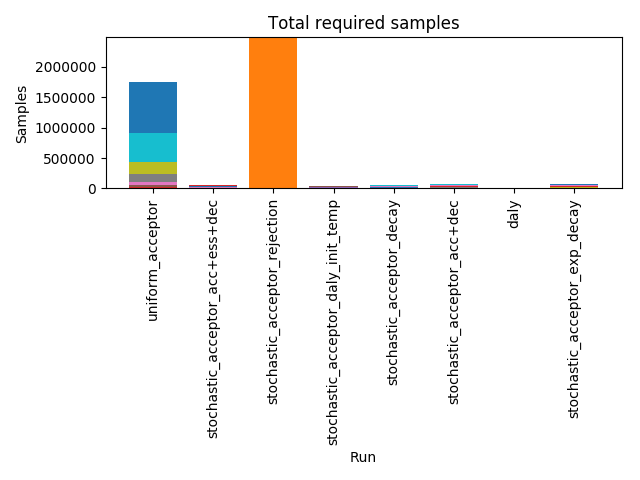 Total required samples
Samples
2000000
1500000
1000000
500000
0
uniform_acceptor
stochastic_acceptor_acc+ess+dec
stochastic_acceptor_rejection
stochastic_acceptor_daly_init_temp
stochastic_acceptor_decay
stochastic_acceptor_acc+dec
daly
stochastic_acceptor_exp_decay
Run